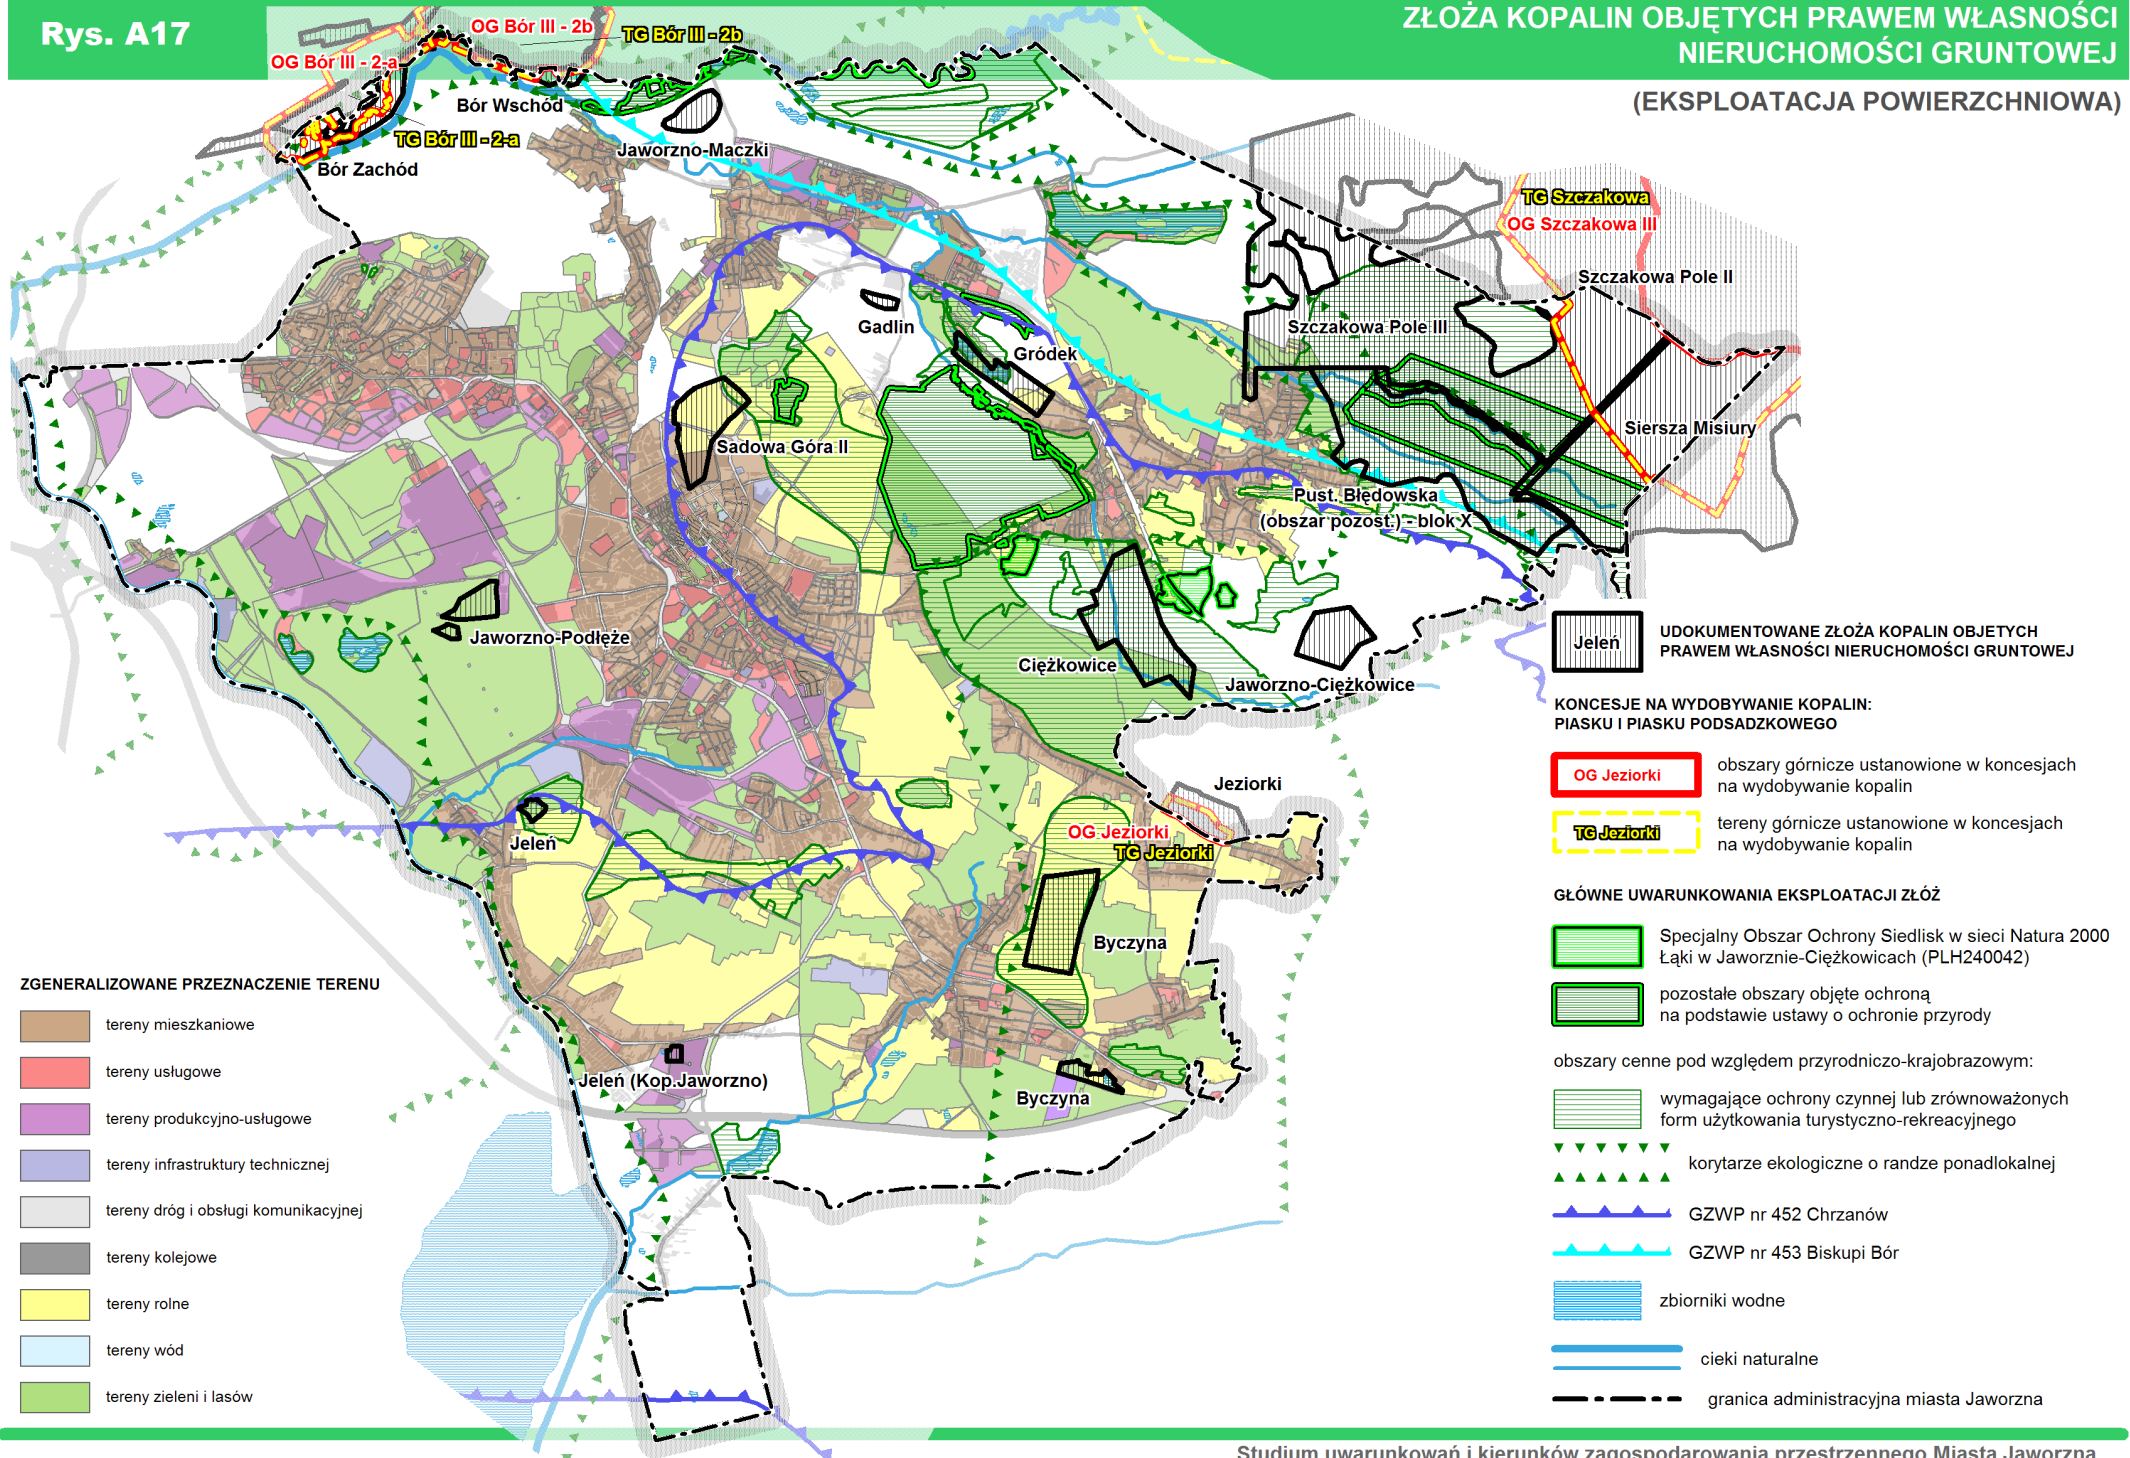 Rys. A17
ZŁOŻA KOPALIN OBJĘTYCH PRAWEM WŁASNOŚCI
NIERUCHOMOŚCI GRUNTOWEJ
(EKSPLOATACJA POWIERZCHNIOWA)
OG Bór III - 2b
TG Bór III - 2b
OG Bór III - 2-a
Bór Wschód
TG Bór III - 2-a
Jaworzno-Maczki
Bór Zachód
TG Szczakowa
OG Szczakowa III
Szczakowa Pole II
Gadlin
Szczakowa Pole III
Gródek
Siersza Misiury
Sadowa Góra II
Pust. Błędowska
(obszar pozost.) - blok X
Jaworzno-Podłęże
Ciężkowice
Jaworzno-Ciężkowice
Jeziorki
OG Jeziorki
TG Jeziorki
Jeleń
Byczyna
Jeleń (Kop.Jaworzno)
Byczyna
Jeleń
UDOKUMENTOWANE ZŁOŻA KOPALIN OBJETYCH
PRAWEM WŁASNOŚCI NIERUCHOMOŚCI GRUNTOWEJ
KONCESJE NA WYDOBYWANIE KOPALIN:
PIASKU I PIASKU PODSADZKOWEGO
OG Jeziorki
obszary górnicze ustanowione w koncesjach
na wydobywanie kopalin
TG Jeziorki
tereny górnicze ustanowione w koncesjach
na wydobywanie kopalin
GŁÓWNE UWARUNKOWANIA EKSPLOATACJI ZŁÓŻ
Specjalny Obszar Ochrony Siedlisk w sieci Natura 2000
Łąki w Jaworznie-Ciężkowicach (PLH240042)
pozostałe obszary objęte ochroną
na podstawie ustawy o ochronie przyrody
obszary cenne pod względem przyrodniczo-krajobrazowym:
wymagające ochrony czynnej lub zrównoważonych
form użytkowania turystyczno-rekreacyjnego
korytarze ekologiczne o randze ponadlokalnej
GZWP nr 452 Chrzanów
GZWP nr 453 Biskupi Bór
zbiorniki wodne
cieki naturalne
granica administracyjna miasta Jaworzna
ZGENERALIZOWANE PRZEZNACZENIE TERENU
tereny mieszkaniowe
tereny usługowe
tereny produkcyjno-usługowe
tereny infrastruktury technicznej
tereny dróg i obsługi komunikacyjnej
tereny kolejowe
tereny rolne
tereny wód
tereny zieleni i lasów
Studium uwarunkowań i kierunków zagospodarowania przestrzennego Miasta Jaworzna